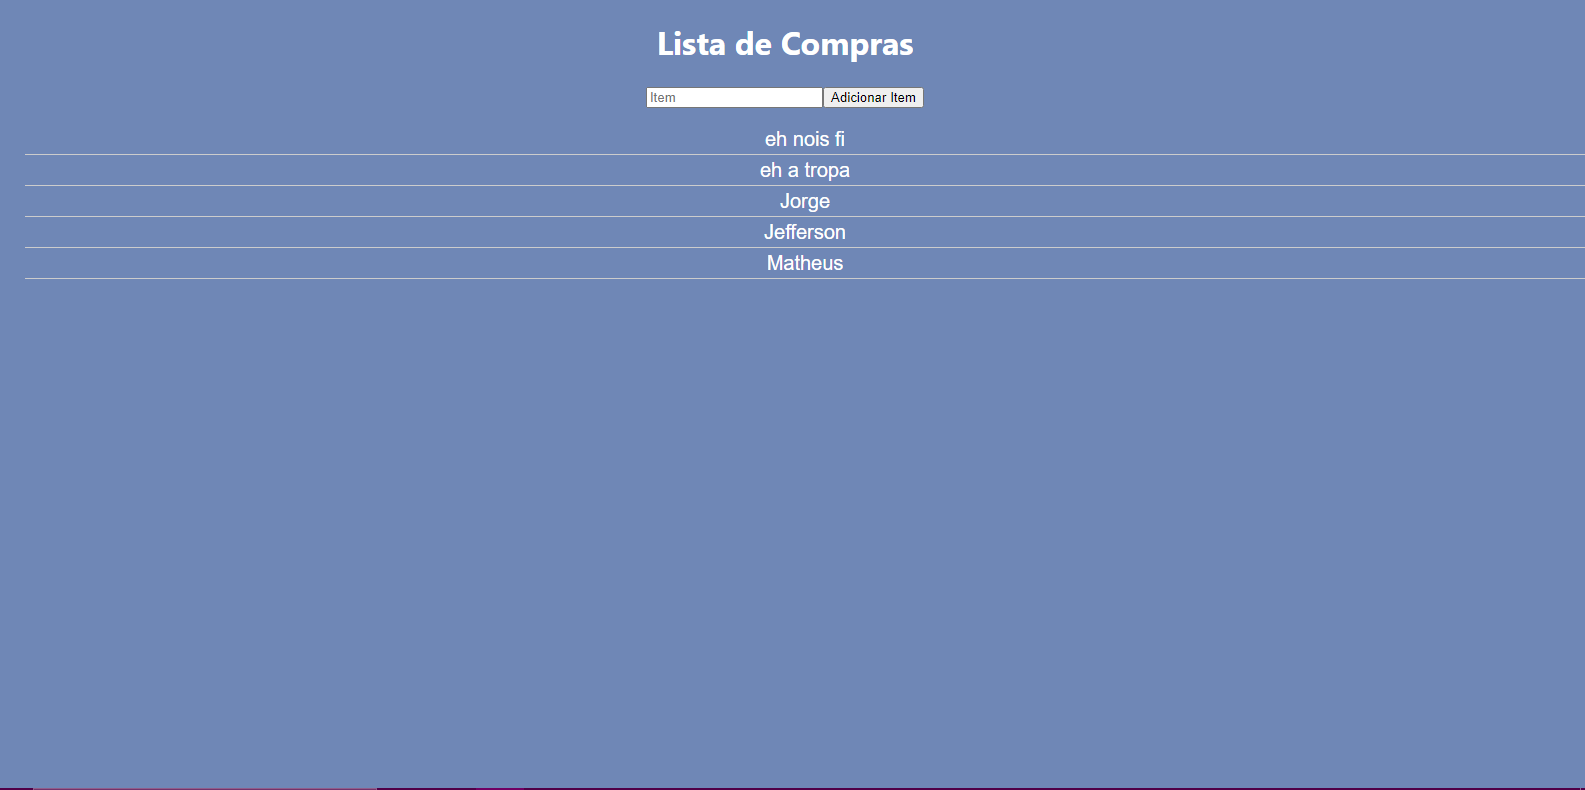 Lista de Compras
Item Adicionar Item
eh nois fi
eh a tropa
Jorge
Jefferson
Matheus